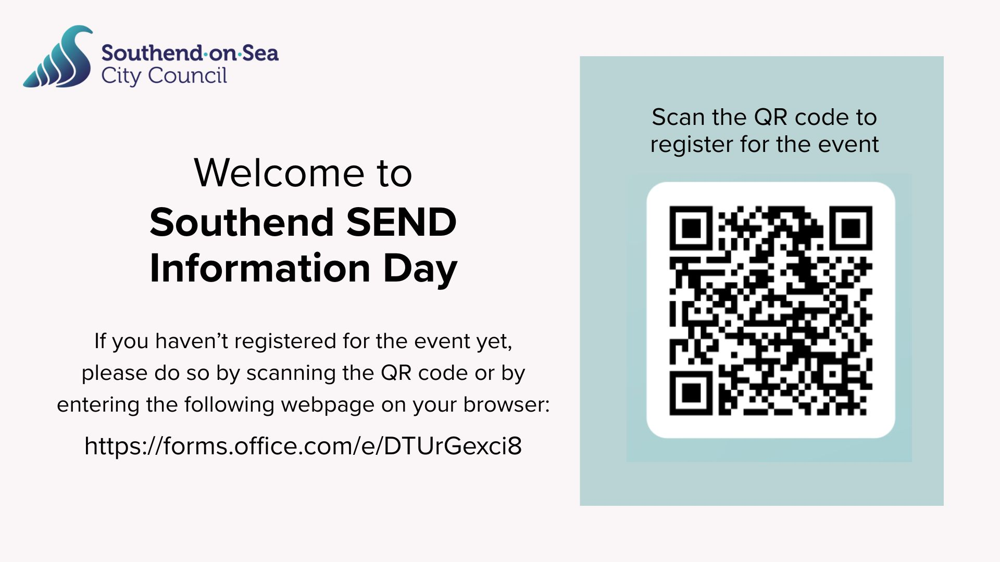 Southend·on·Sea
City Council
Welcome to
Southend SEND
Information Day
If you haven’t registered for the event yet,
please do so by scanning the QR code or by
entering the following webpage on your browser:
https://forms.office.com/e/DTUrGexci8
Scan the QR code to
register for the event